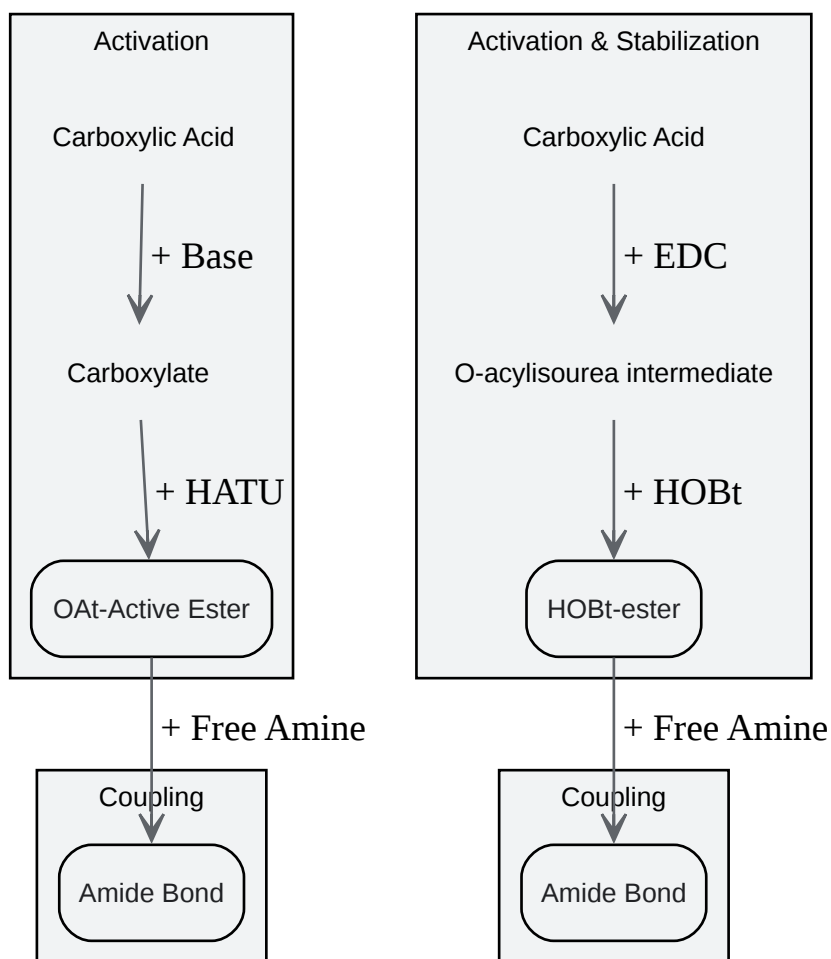 Activation
Carboxylic Acid
+ Base
Carboxylate
+ HATU
OAt-Active Ester
+ Free Amine
Coupling
Amide Bond
Activation & Stabilization
Carboxylic Acid
+ EDC
O-acylisourea intermediate
+ HOBt
HOBt-ester
+ Free Amine
Coupling
Amide Bond